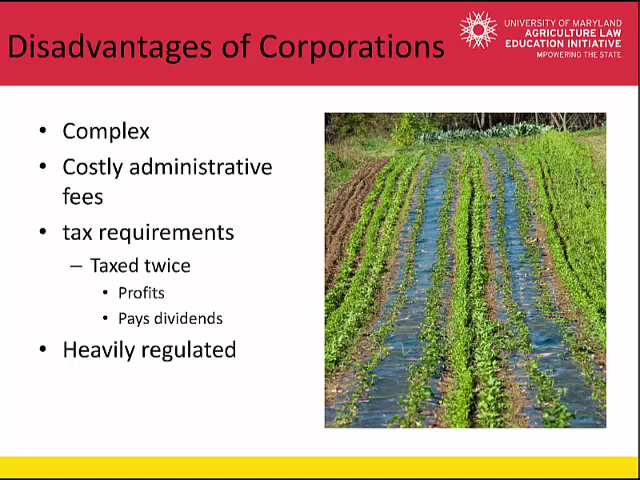 Disadvantages of Corporations
UNIVERSITY OF MARYLAND
AGRICULTURE LAW
EDUCATION INITIATIVE
MPOWERING THE STATE
• Complex
• Costly administrative
fees
• tax requirements
– Taxed twice
• Profits
• Pays dividends
• Heavily regulated